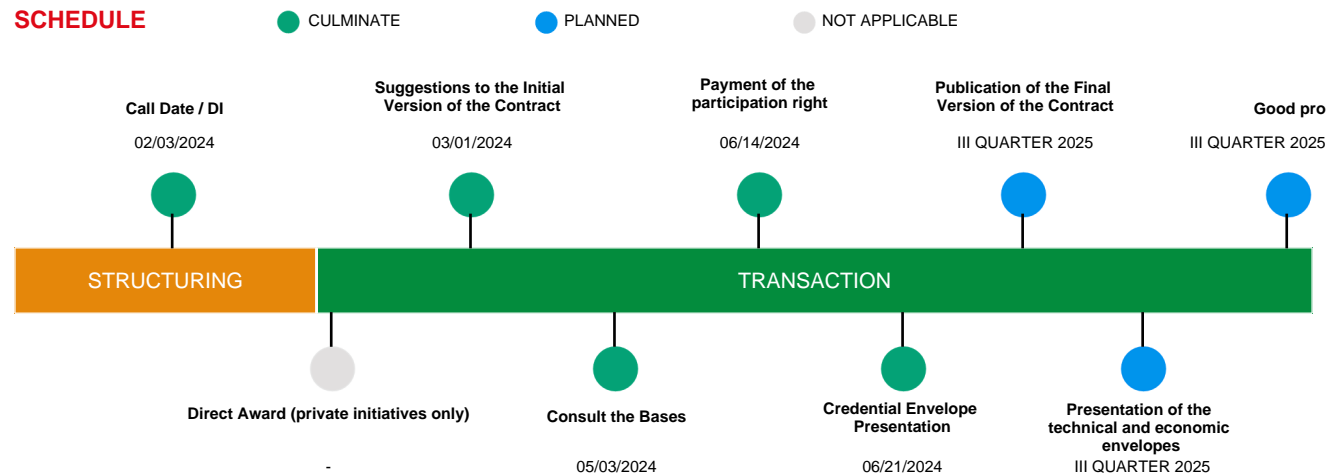 SCHEDULE
CULMINATE
PLANNED
NOT APPLICABLE
Call Date / DI
02/03/2024
Suggestions to the Initial
Version of the Contract
03/01/2024
Payment of the
participation right
06/14/2024
Publication of the Final
Version of the Contract
III QUARTER 2025
Good pro
III QUARTER 2025
STRUCTURING
TRANSACTION
Direct Award (private initiatives only)
-
Consult the Bases
05/03/2024
Credential Envelope
Presentation
06/21/2024
Presentation of the
technical and economic
envelopes
III QUARTER 2025